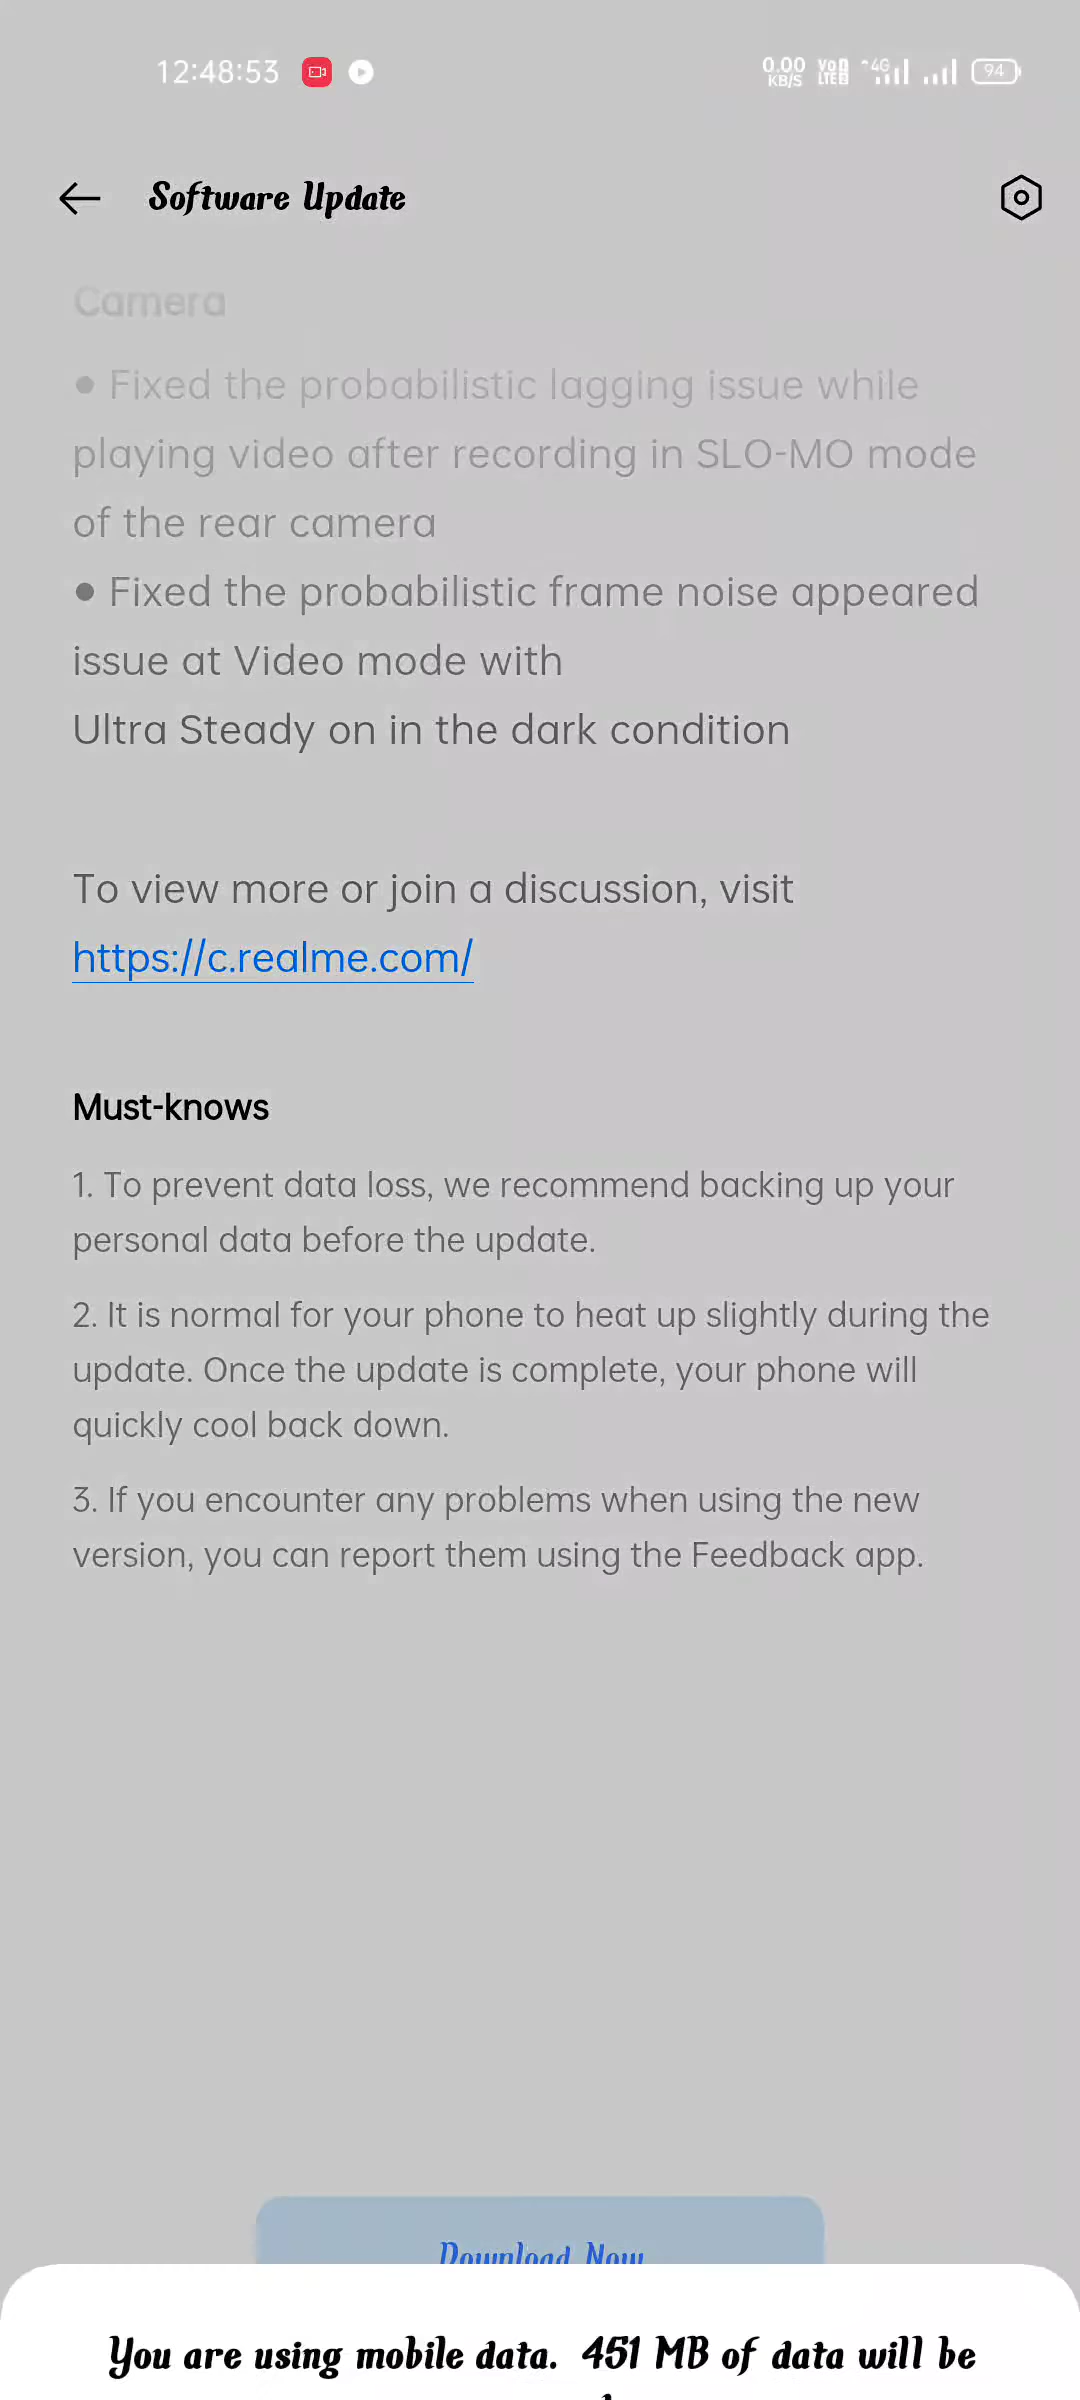 12:48:53 0.00 KB/S Vo LTE 4G 94
Software Update
Camera
● Fixed the probabilistic lagging issue while
playing video after recording in SLO-MO mode
of the rear camera
● Fixed the probabilistic frame noise appeared
issue at Video mode with
Ultra Steady on in the dark condition
To view more or join a discussion, visit
https://c.realme.com/
Must-knows
1. To prevent data loss, we recommend backing up your
personal data before the update.
2. It is normal for your phone to heat up slightly during the
update. Once the update is complete, your phone will
quickly cool back down.
3. If you encounter any problems when using the new
version, you can report them using the Feedback app.
Download Now
You are using mobile data. 451 MB of data will be